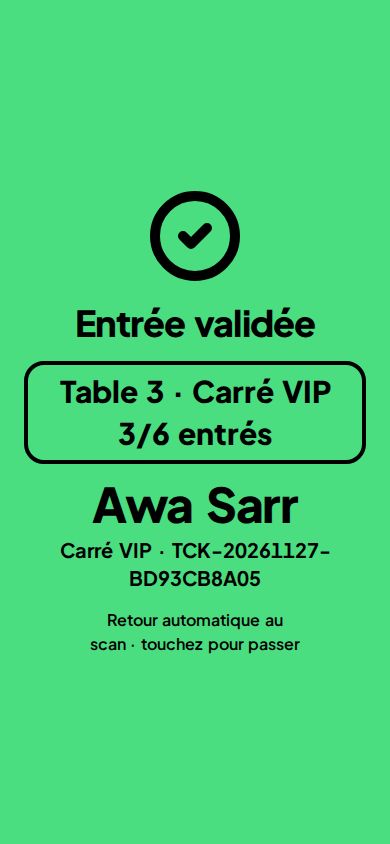 Entrée validée
Table 3 · Carré VIP
3/6 entrés
Awa Sarr
Carré VIP · TCK-20261127-
BD93CB8A05
Retour automatique au
scan · touchez pour passer